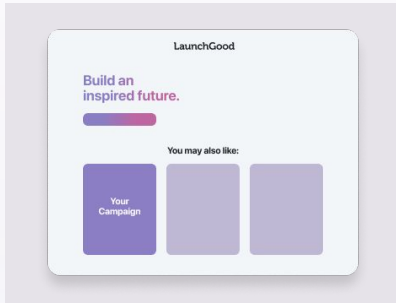 LaunchGood
Build an
inspired future.
You may also like:
Your
Campaign